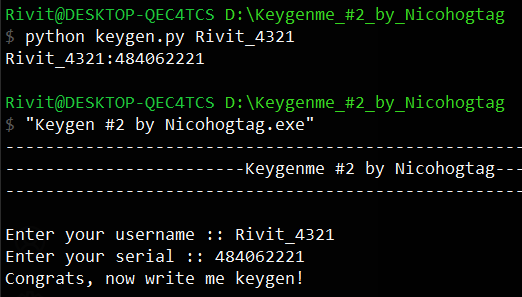 Rivit@DESKTOP-QEC4TCS D:\Keygenme_#2_by_Nicohogtag
$ python keygen.py Rivit_4321
Rivit_4321:484062221
Rivit@DESKTOP-QEC4TCS D:\Keygenme_#2_by_Nicohogtag
$ "Keygen #2 by Nicohogtag.exe"
----------------------------------------------------
------------------------Keygenme #2 by Nicohogtag---
----------------------------------------------------
Enter your username :: Rivit_4321
Enter your serial :: 484062221
Congrats, now write me keygen!